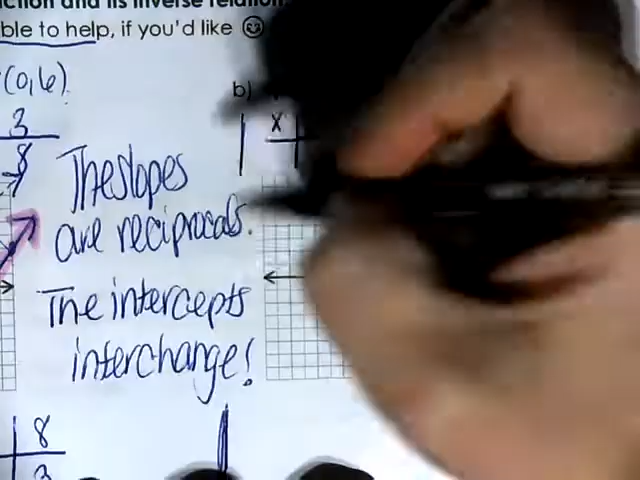 ction and its inverse relation
ble to help, if you'd like ☺
(0,6).
b)
3
8
X
The slopes
are reciprocals.
The intercepts
interchange!
8
3